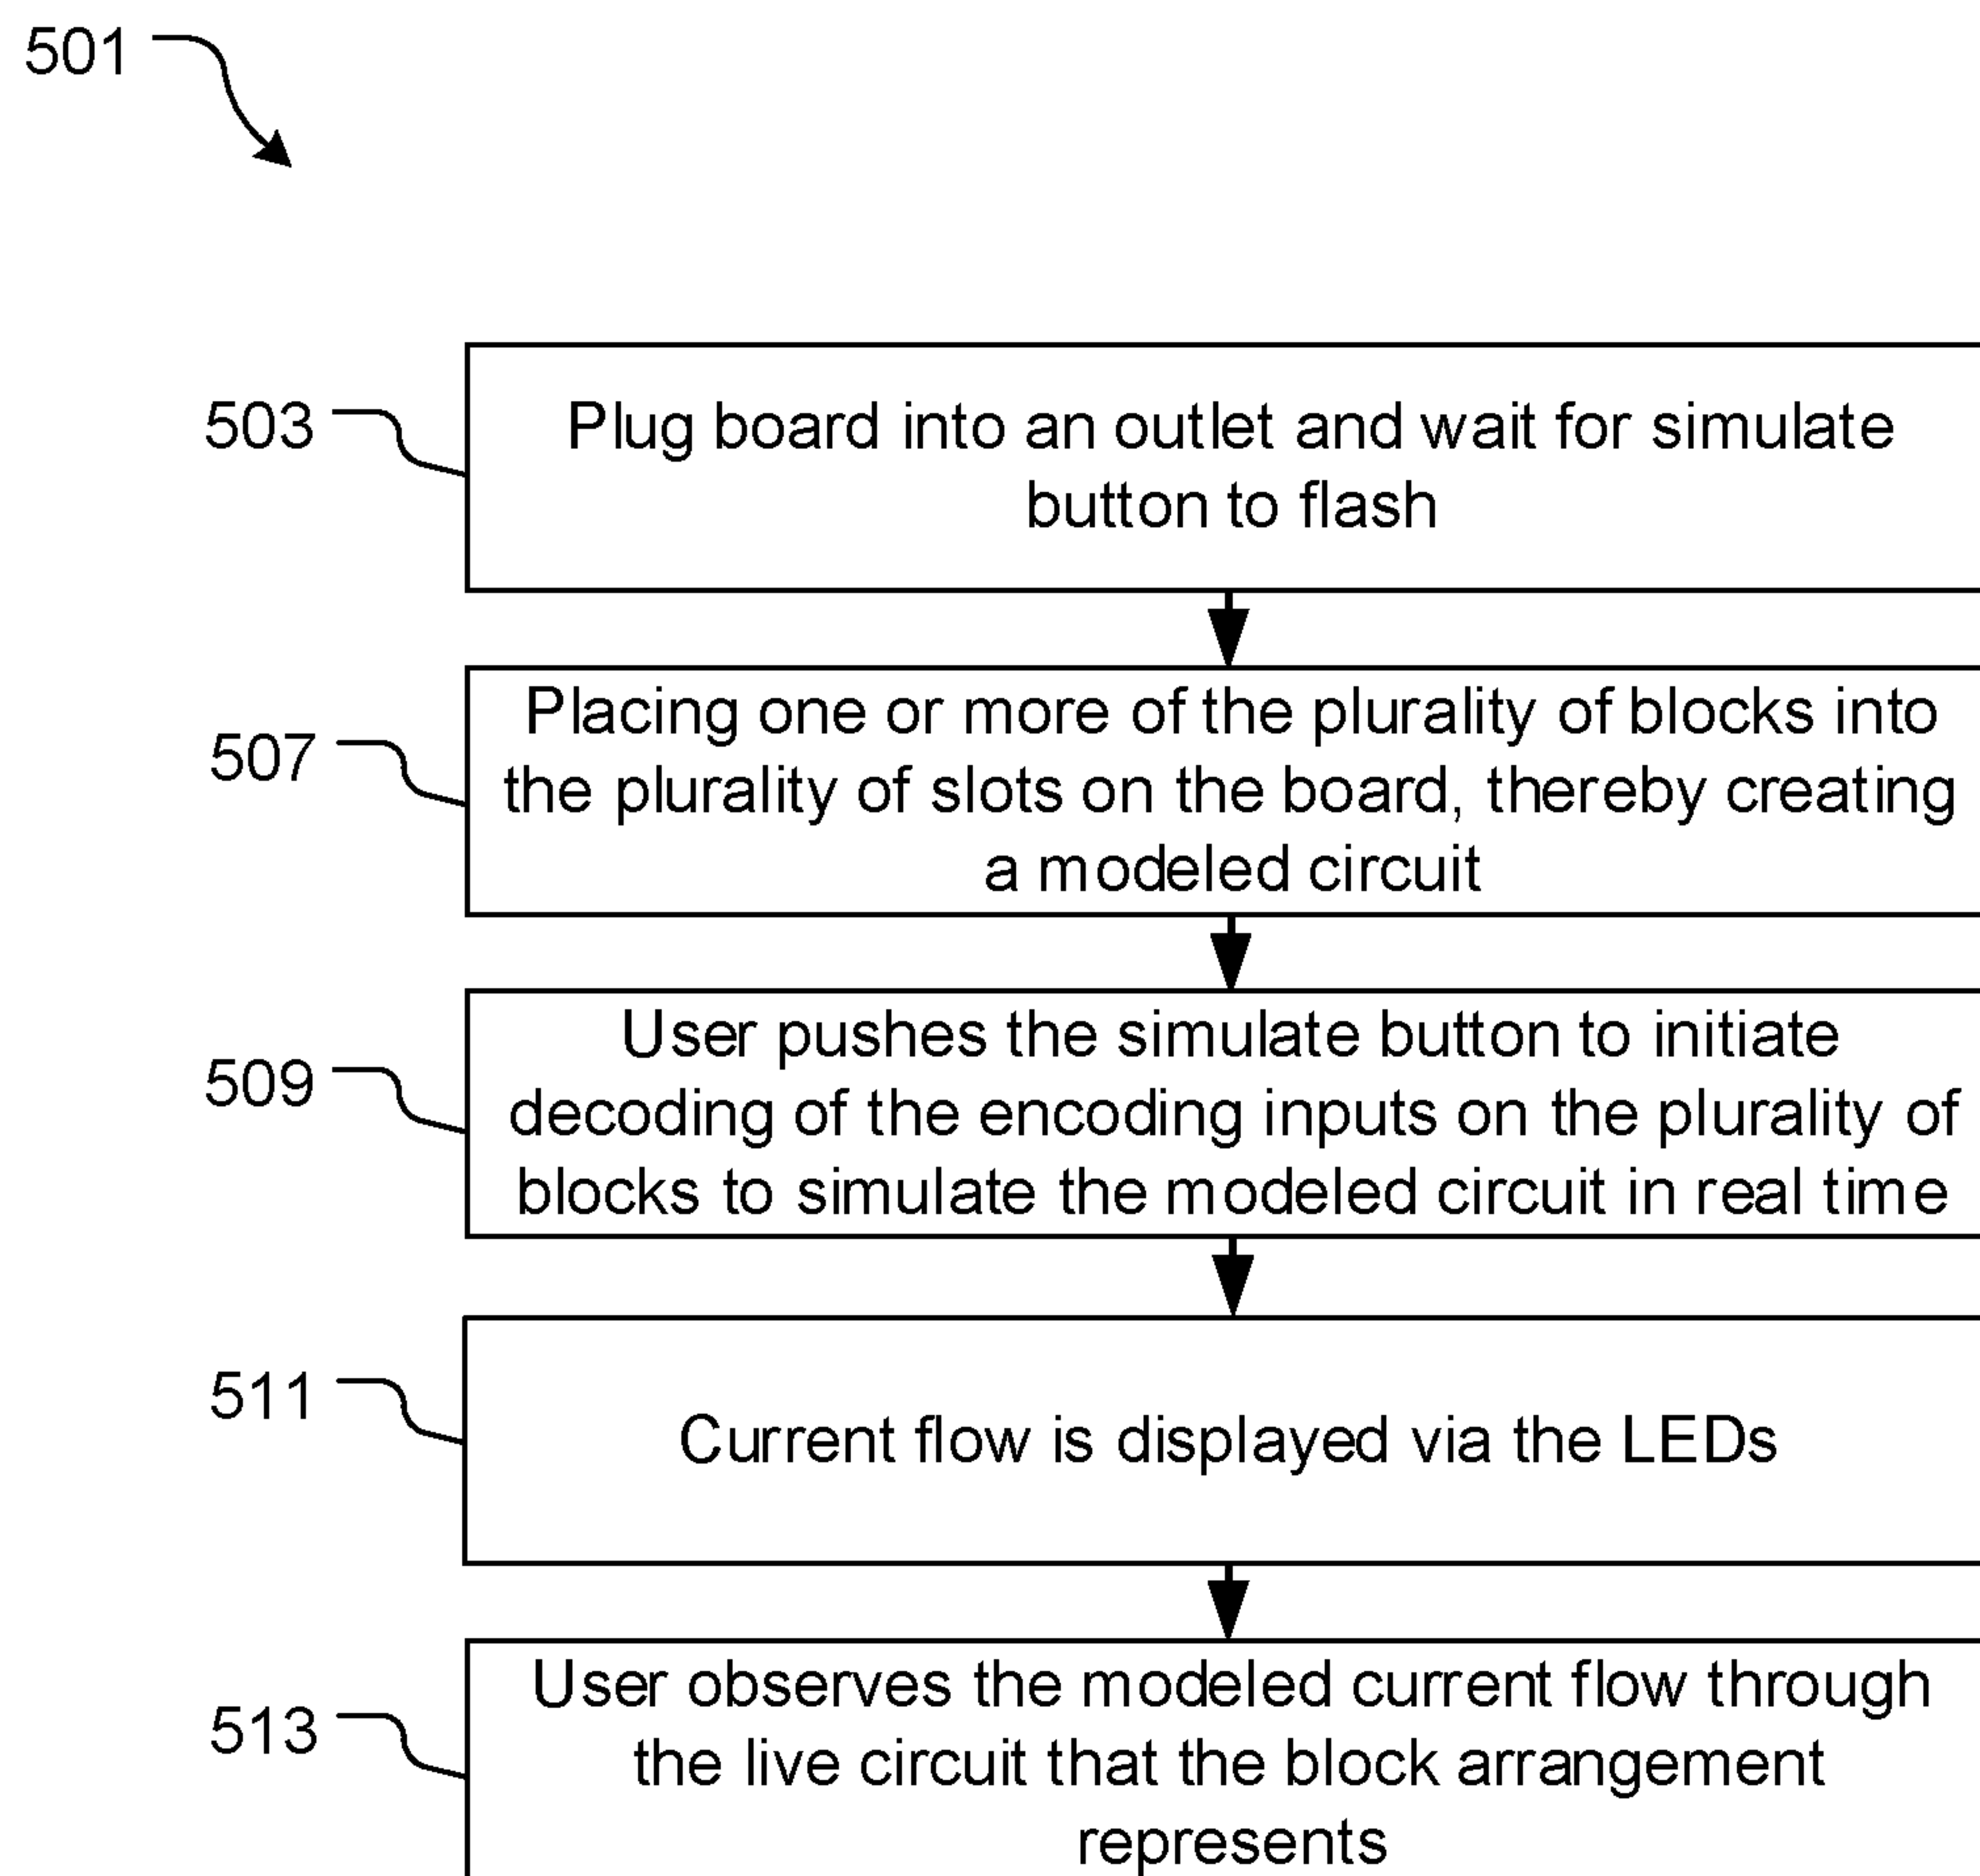 501
503
Plug board into an outlet and wait for simulate
button to flash
507
Placing one or more of the plurality of blocks into
the plurality of slots on the board, thereby creating
a modeled circuit
509
User pushes the simulate button to initiate
decoding of the encoding inputs on the plurality of
blocks to simulate the modeled circuit in real time
511
Current flow is displayed via the LEDs
513
User observes the modeled current flow through
the live circuit that the block arrangement
represents